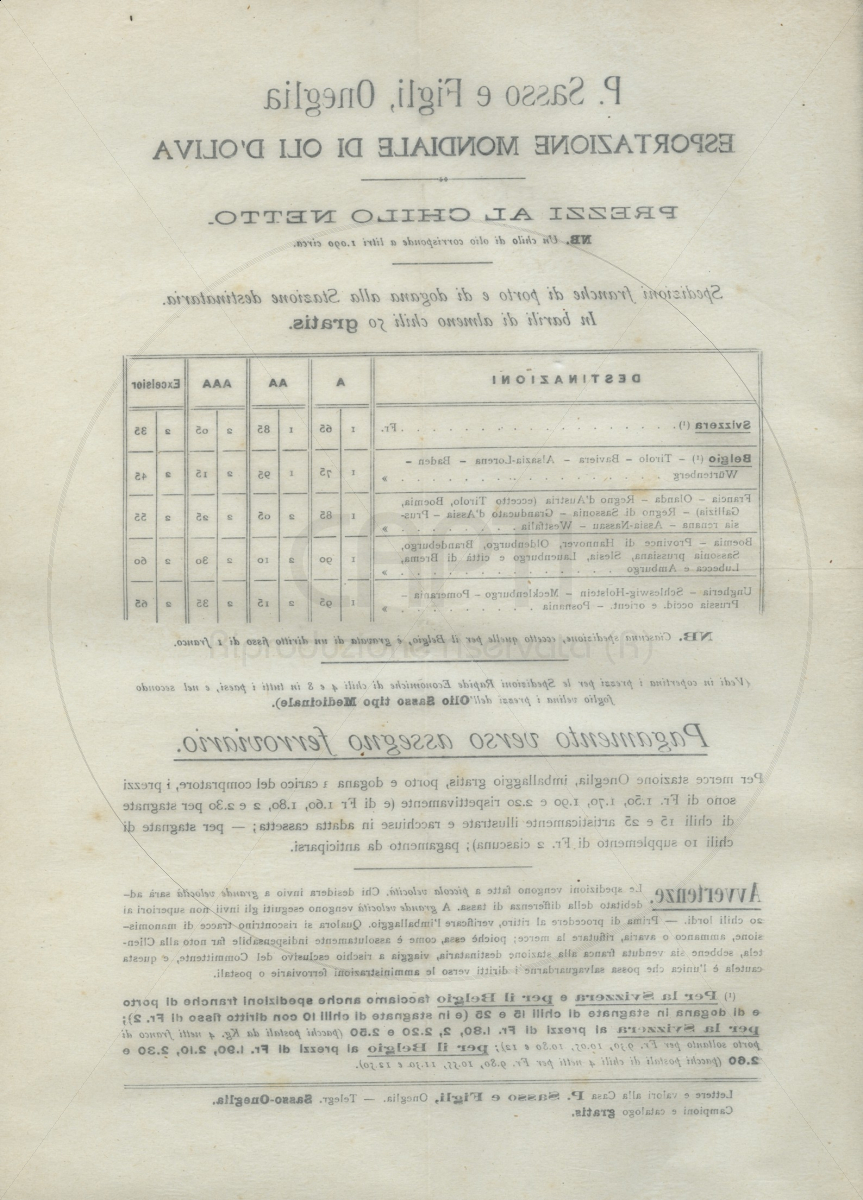 P. Sasso e Figli, Oneglia
ESPORTAZIONE MONDIALE DI OLI D'OLIVA
PREZZI AL CHILO NETTO.
NB. Un chilo di olio corrisponde a litri 1.090 circa.
Spedizioni franche di porto e di dogana alla Stazione destinataria.
In barili di almeno chili 50 gratis.
DESTINAZIONI A AA AAA Excelsior
Svizzera (1) . . . . . . . . . . . . . . . . Fr. 1 65 1 85 2 05 2 35
Belgio (1) – Tirolo – Baviera – Alsazia-Lorena – Baden –
Württenberg . . . . . . . . . . . . . . . » 1 75 1 95 2 15 2 45
Francia – Olanda – Regno d'Austria (eccetto Tirolo, Boemia,
Gallizia) – Regno di Sassonia – Granducato d'Assia – Prus-
sia renana – Assia-Nassau – Westfalia . . . . . . . » 1 85 2 05 2 25 2 55
Boemia – Province di Hannover, Oldenburgo, Brandeburgo,
Sassonia prussiana, Slesia, Lauenburgo e città di Brema,
Lubecca e Amburgo . . . . . . . . . . . . » 1 90 2 10 2 30 2 60
Ungheria – Schleswig-Holstein – Mecklenburgo – Pomerania –
Prussia occid. e orient. – Posnania . . . . . . . . » 1 95 2 15 2 35 2 65
NB. Ciascuna spedizione, eccetto quelle per il Belgio, è gravata di un diritto fisso di 1 franco.
riproduzione riservata
(Vedi in copertina i prezzi per le Spedizioni Rapide Economiche di chili 4 e 8 in tutti i paesi, e nel secondo
foglio velina i prezzi dell'Olio Sasso tipo Medicinale).
Pagamento verso assegno ferroviario.
Per merce stazione Oneglia, imballaggio gratis, porto e dogana a carico del compratore, i prezzi
sono di Fr. 1.50, 1.70, 1.90 e 2.20 rispettivamente (e di Fr 1.60, 1.80, 2 e 2.30 per stagnate
di chili 15 e 25 artisticamente illustrate e racchiuse in adatta cassetta; — per stagnate di
chili 10 supplemento di Fr. 2 ciascuna); pagamento da anticiparsi.
Avvertenze. Le spedizioni vengono fatte a piccola velocità. Chi desidera invio a grande velocità sarà ad-
debitato della differenza di tassa. A grande velocità vengono eseguiti gli invii non superiori ai
20 chili lordi. — Prima di procedere al ritiro, verificare l'imballaggio. Qualora si riscontrino tracce di manomis-
sione, ammanco o avaria, rifiutare la merce; poichè essa, come è assolutamente indispensabile far noto alla Clien-
tela, sebbene sia venduta franca alla stazione destinataria, viaggia a rischio esclusivo del Committente, e questa
cautela è l'unica che possa salvaguardarne i diritti verso le amministrazioni ferroviarie o postali.
(1) Per la Svizzera e per il Belgio facciamo anche spedizioni franche di porto
e di dogana in stagnate di chili 15 e 25 (e in stagnate di chili 10 con diritto fisso di Fr. 2);
per la Svizzera ai prezzi di Fr. 1.80, 2, 2.20 e 2.50 (pacchi postali da Kg. 4 netti franco di
porto soltanto per Fr. 9.30, 10.05, 10.80 e 12); per il Belgio ai prezzi di Fr. 1.90, 2.10, 2.30 e
2.60 (pacchi postali di chili 4 netti per Fr. 9.80, 10.55, 11.30 e 12.50).
Lettere e valori alla Casa P. Sasso e Figli, Oneglia. — Telegr. Sasso-Oneglia.
Campioni e catalogo gratis.